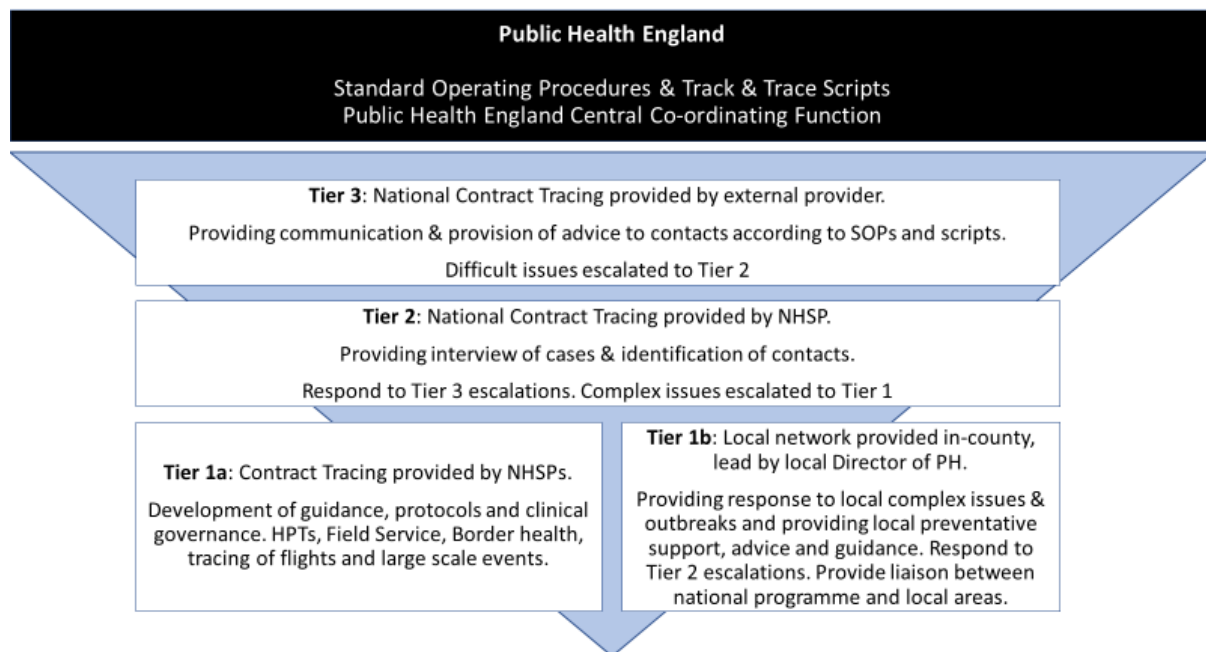 Public Health England
Standard Operating Procedures & Track & Trace Scripts
Public Health England Central Co-ordinating Function
Tier 3: National Contract Tracing provided by external provider.
Providing communication & provision of advice to contacts according to SOPs and scripts.
Difficult issues escalated to Tier 2
Tier 2: National Contract Tracing provided by NHSP.
Providing interview of cases & identification of contacts.
Respond to Tier 3 escalations. Complex issues escalated to Tier 1
Tier 1a: Contract Tracing provided by NHSPs.
Development of guidance, protocols and clinical
governance. HPTs, Field Service, Border health,
tracing of flights and large scale events.
Tier 1b: Local network provided in-county,
lead by local Director of PH.
Providing response to local complex issues &
outbreaks and providing local preventative
support, advice and guidance. Respond to
Tier 2 escalations. Provide liaison between
national programme and local areas.